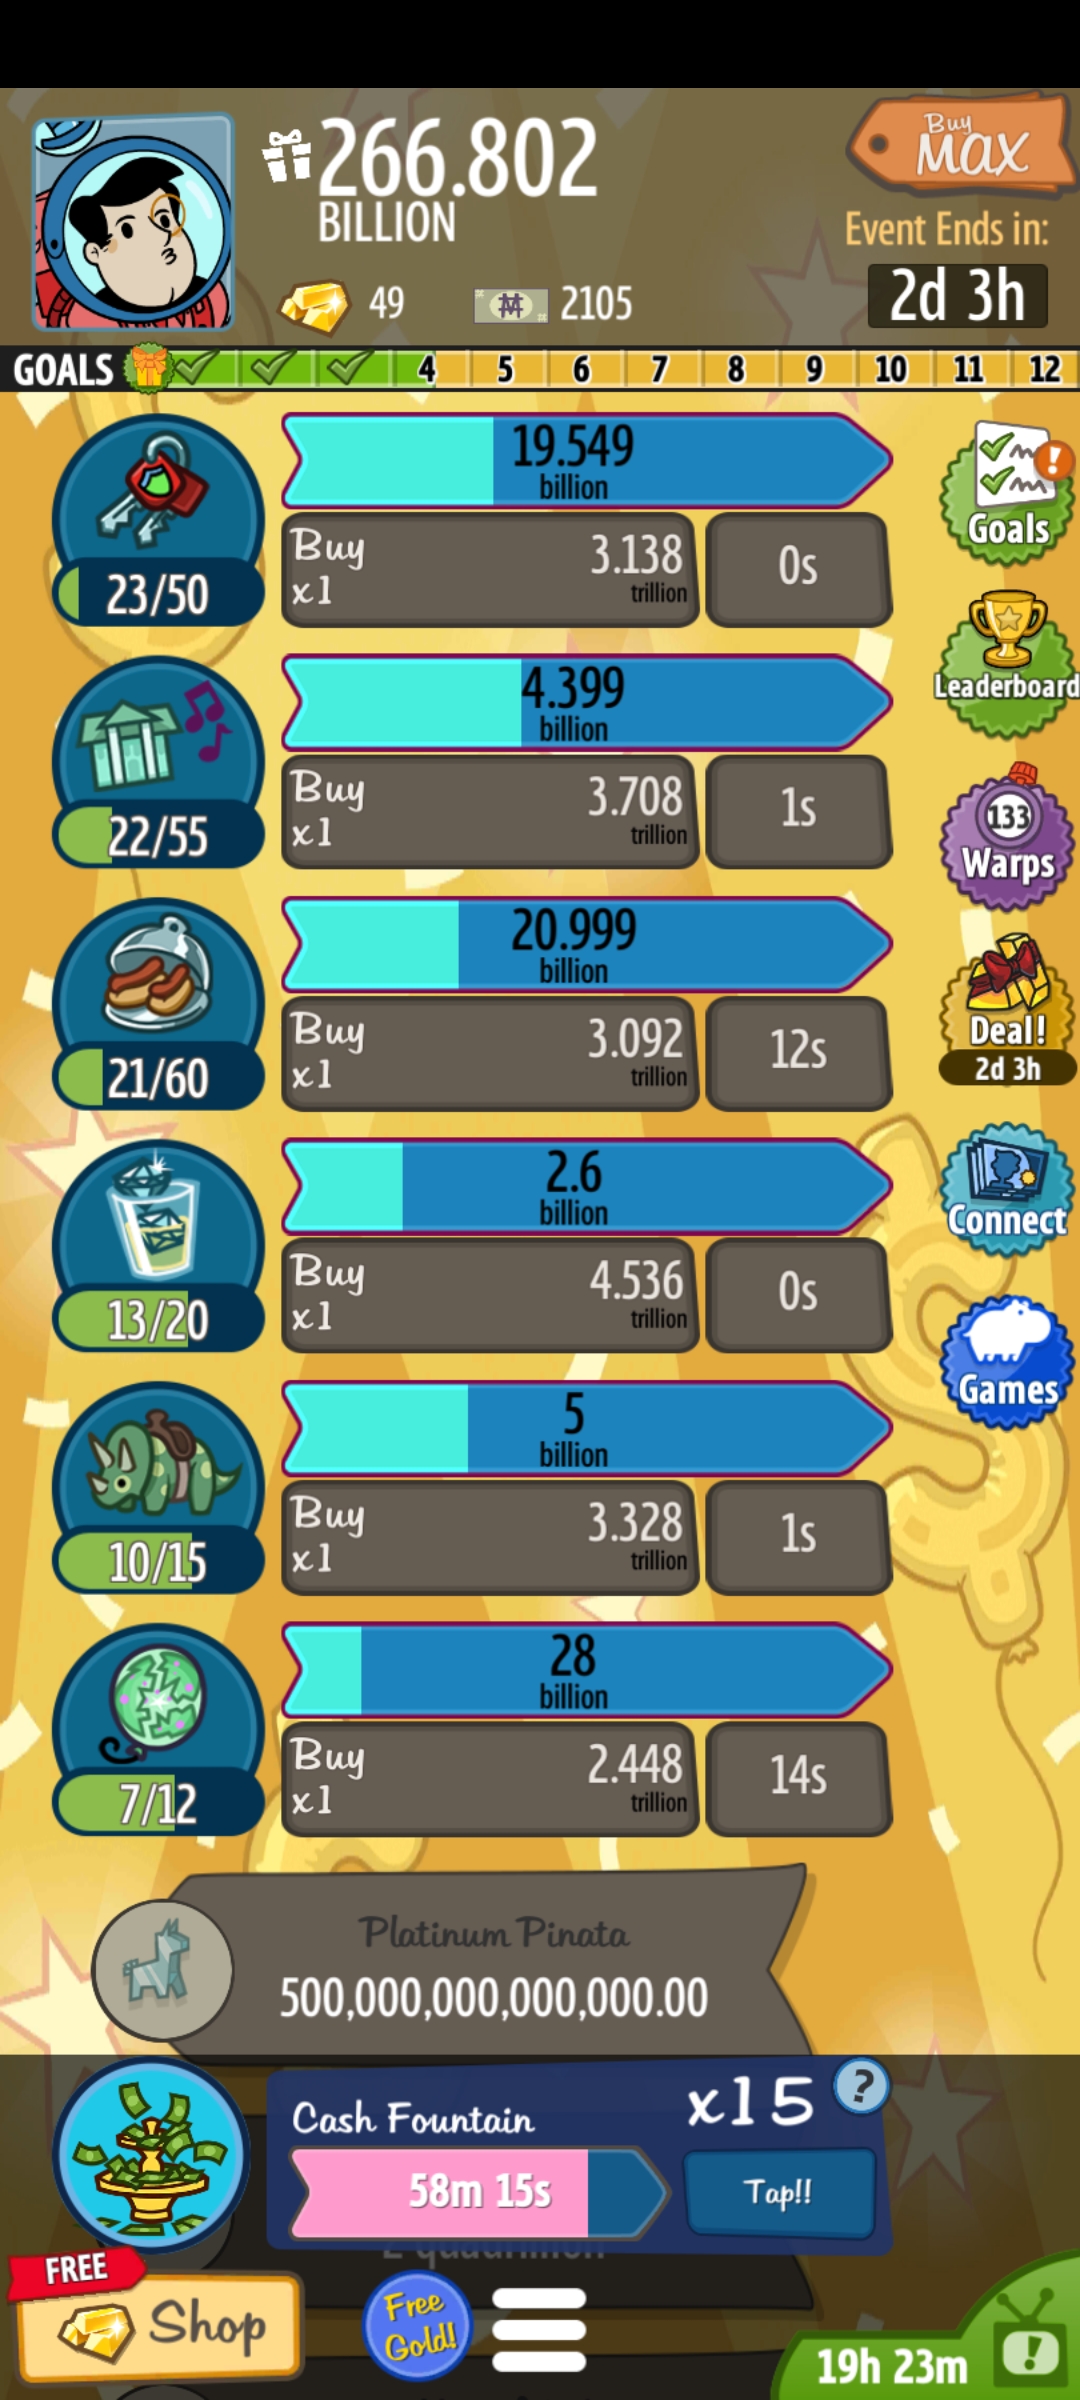 266.802
BILLION
Buy
MAX
Event Ends in:
2d 3h
49
2105
GOALS
4
5
6
7
8
9
10
11
12
19.549
billion
Buy
x1
3.138
trillion
0s
23/50
4.399
billion
Buy
x1
3.708
trillion
1s
22/55
20.999
billion
Buy
x1
3.092
trillion
12s
21/60
2.6
billion
Buy
x1
4.536
trillion
0s
13/20
5
billion
Buy
x1
3.328
trillion
1s
10/15
28
billion
Buy
x1
2.448
trillion
14s
7/12
Goals
Leaderboard
133
Warps
Deal!
2d 3h
Connect
Games
Platinum Pinata
500,000,000,000,000.00
Cash Fountain
x15
?
58m 15s
Tap!!
2 quadrillion
FREE
Shop
Free
Gold!
19h 23m